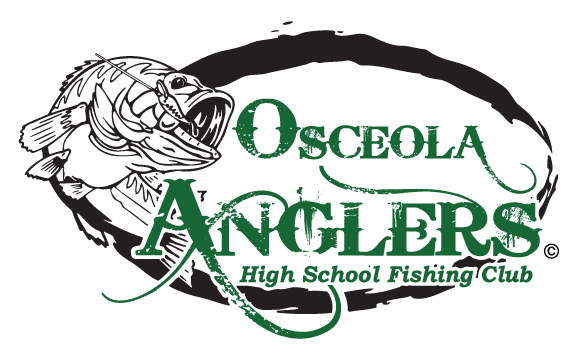 OSCEOLA
ANGLERS
©
High School Fishing Club